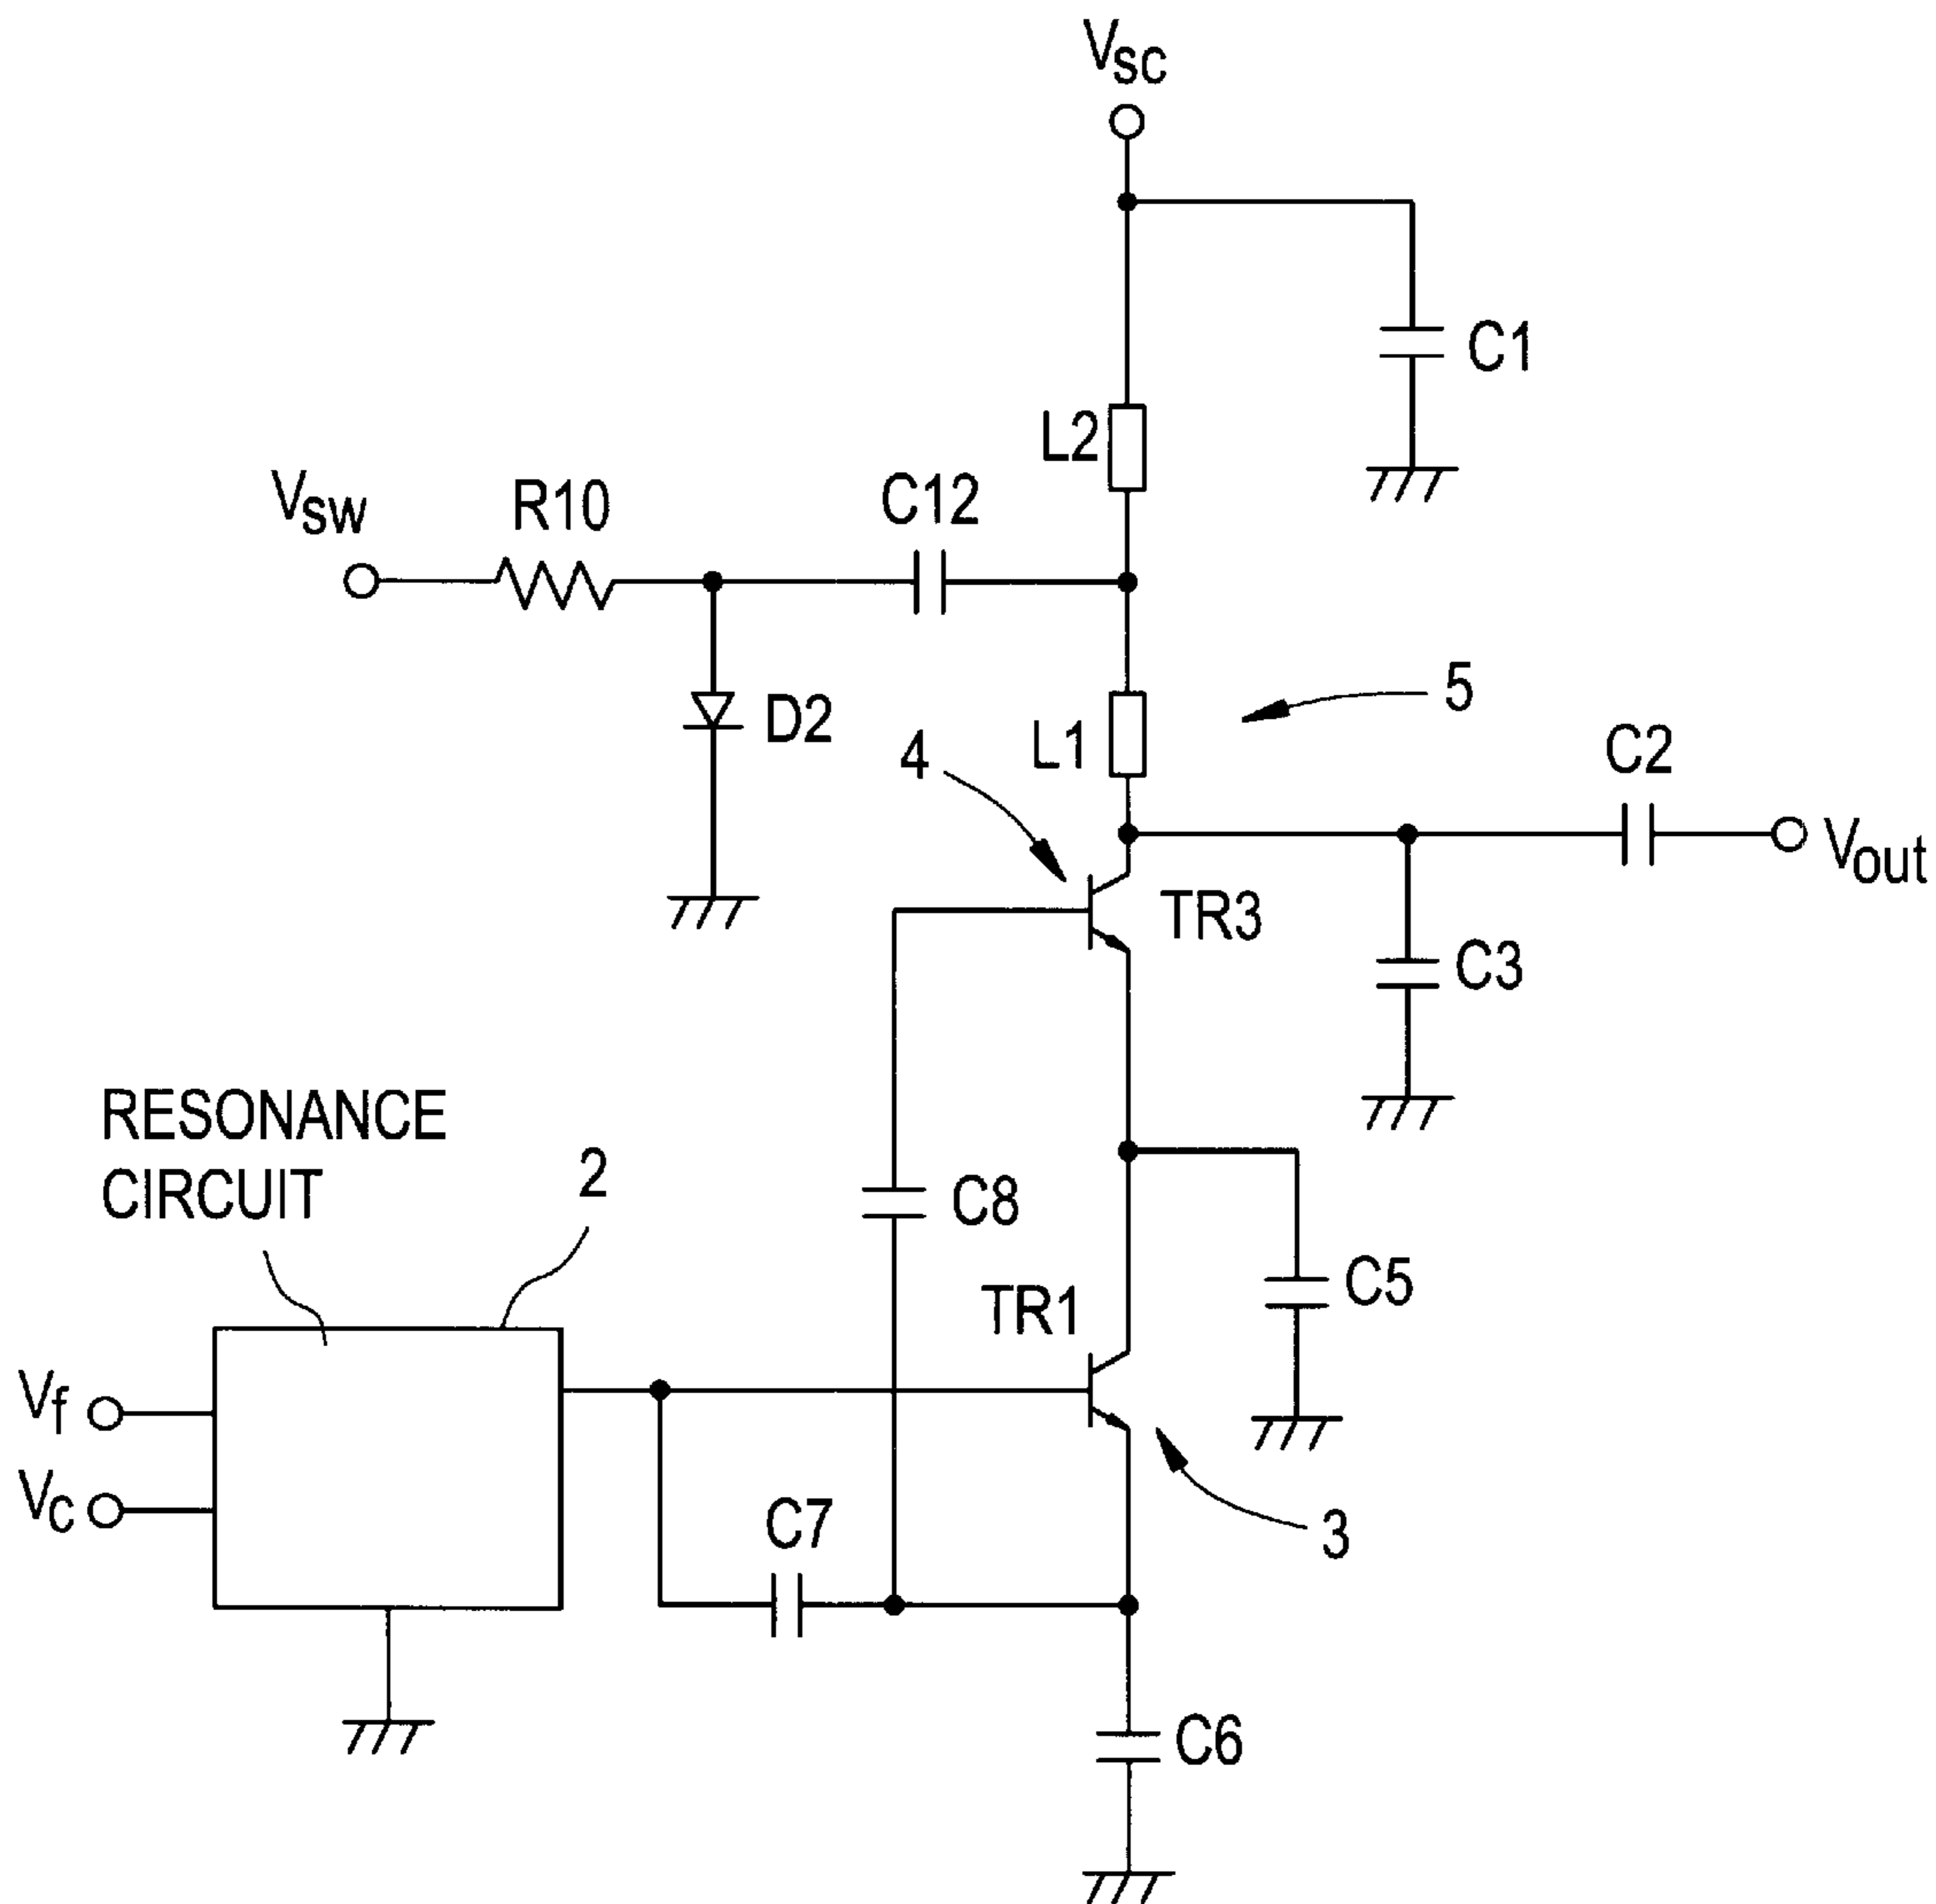 Vsc
C1
L2
Vsw
R10
C12
5
D2
L1
4
C2
Vout
TR3
C3
RESONANCE
CIRCUIT
2
C8
C5
TR1
Vf
Vc
C7
3
C6